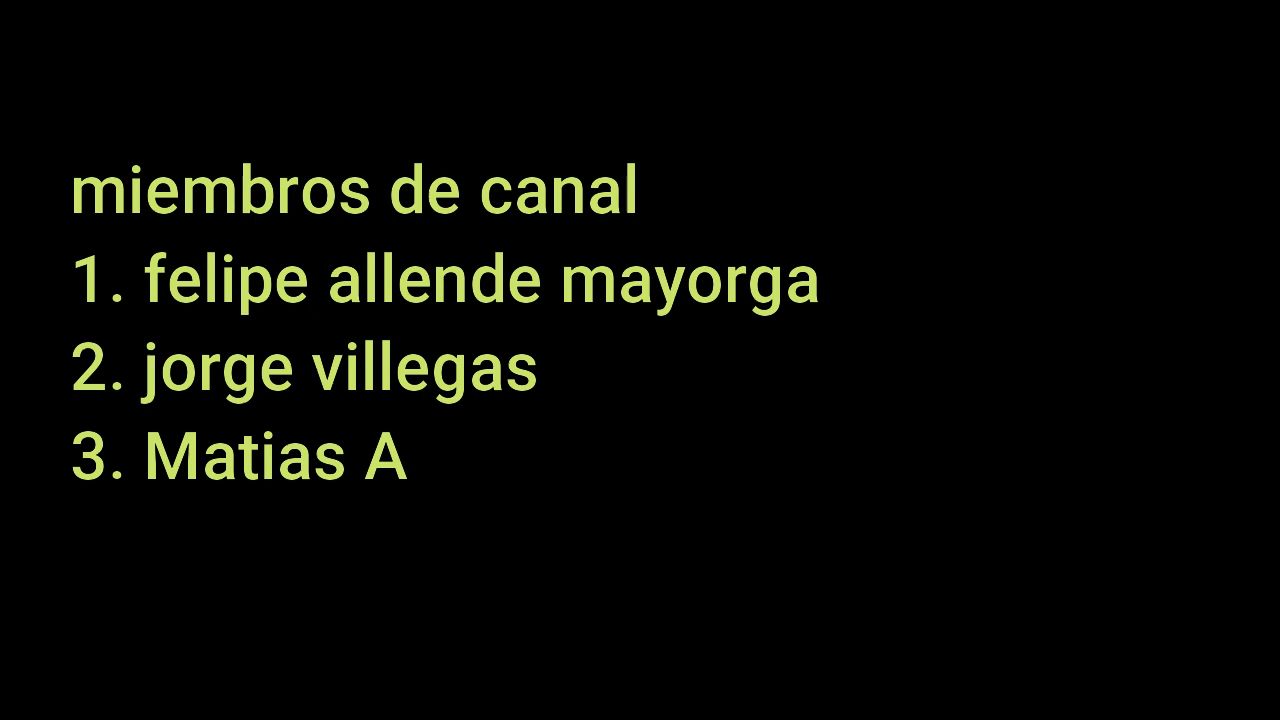 miembros de canal
1. felipe allende mayorga
2. jorge villegas
3. Matias A